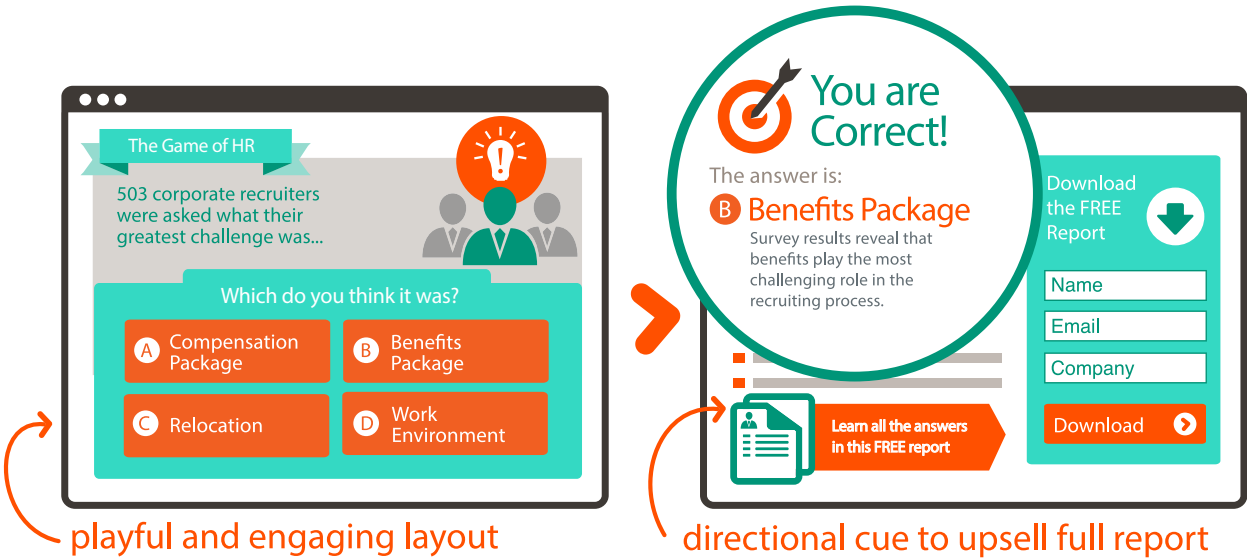 The Game of HR
503 corporate recruiters
were asked what their
greatest challenge was...
Which do you think it was?
A Compensation
Package
B Benefits
Package
C Relocation
D Work
Environment
playful and engaging layout
You are
Correct!
The answer is:
B Benefits Package
Survey results reveal that
benefits play the most
challenging role in the
recruiting process.
Learn all the answers
in this FREE report
Download
the FREE
Report
Name
Email
Company
Download
directional cue to upsell full report